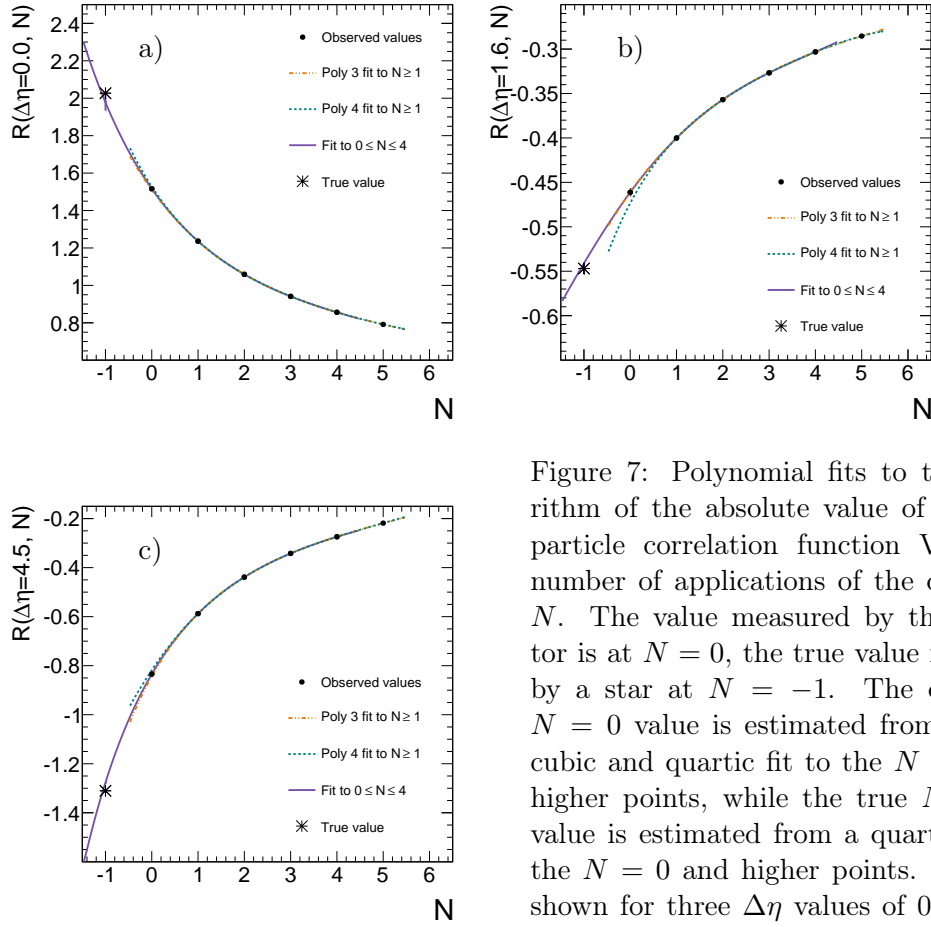 R(Δη=0.0, N)
2.4
2.2
2
1.8
1.6
1.4
1.2
1
0.8
a)
Observed values
Poly 3 fit to N ≥ 1
Poly 4 fit to N ≥ 1
Fit to 0 ≤ N ≤ 4
True value
-1 0 1 2 3 4 5 6
N
R(Δη=1.6, N)
-0.3
-0.35
-0.4
-0.45
-0.5
-0.55
-0.6
b)
Observed values
Poly 3 fit to N ≥ 1
Poly 4 fit to N ≥ 1
Fit to 0 ≤ N ≤ 4
True value
-1 0 1 2 3 4 5 6
N
R(Δη=4.5, N)
-0.2
-0.4
-0.6
-0.8
-1
-1.2
-1.4
c)
Observed values
Poly 3 fit to N ≥ 1
Poly 4 fit to N ≥ 1
Fit to 0 ≤ N ≤ 4
True value
-1 0 1 2 3 4 5 6
N
Figure 7: Polynomial fits to t
rithm of the absolute value of
particle correlation function V
number of applications of the
N. The value measured by th
tor is at N = 0, the true value
by a star at N = −1. The
N = 0 value is estimated from
cubic and quartic fit to the N
higher points, while the true
value is estimated from a quart
the N = 0 and higher points.
shown for three Δη values of 0